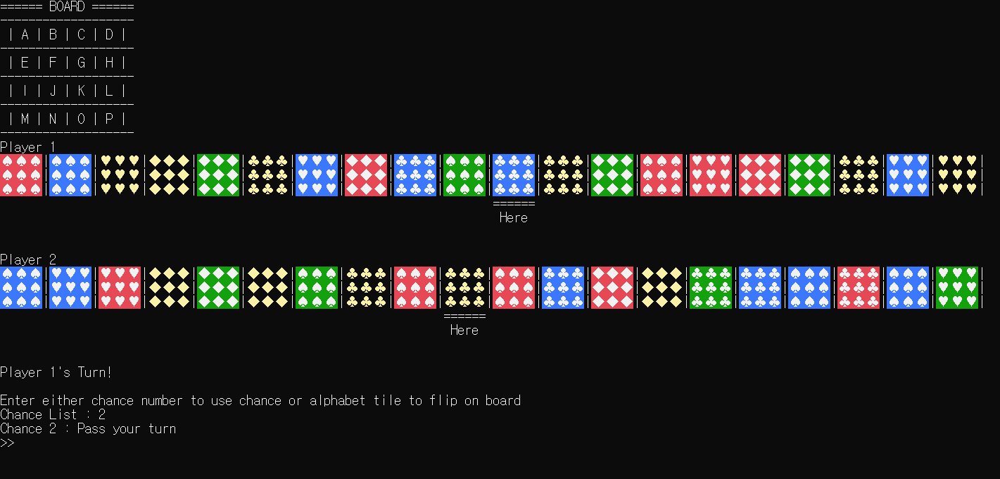 ====== BOARD ======
-------------------
| A | B | C | D |
-------------------
| E | F | G | H |
-------------------
| I | J | K | L |
-------------------
| M | N | O | P |
-------------------
Player 1
======
Here
Player 2
======
Here
Player 1's Turn!
Enter either chance number to use chance or alphabet tile to flip on board
Chance List : 2
Chance 2 : Pass your turn
>>